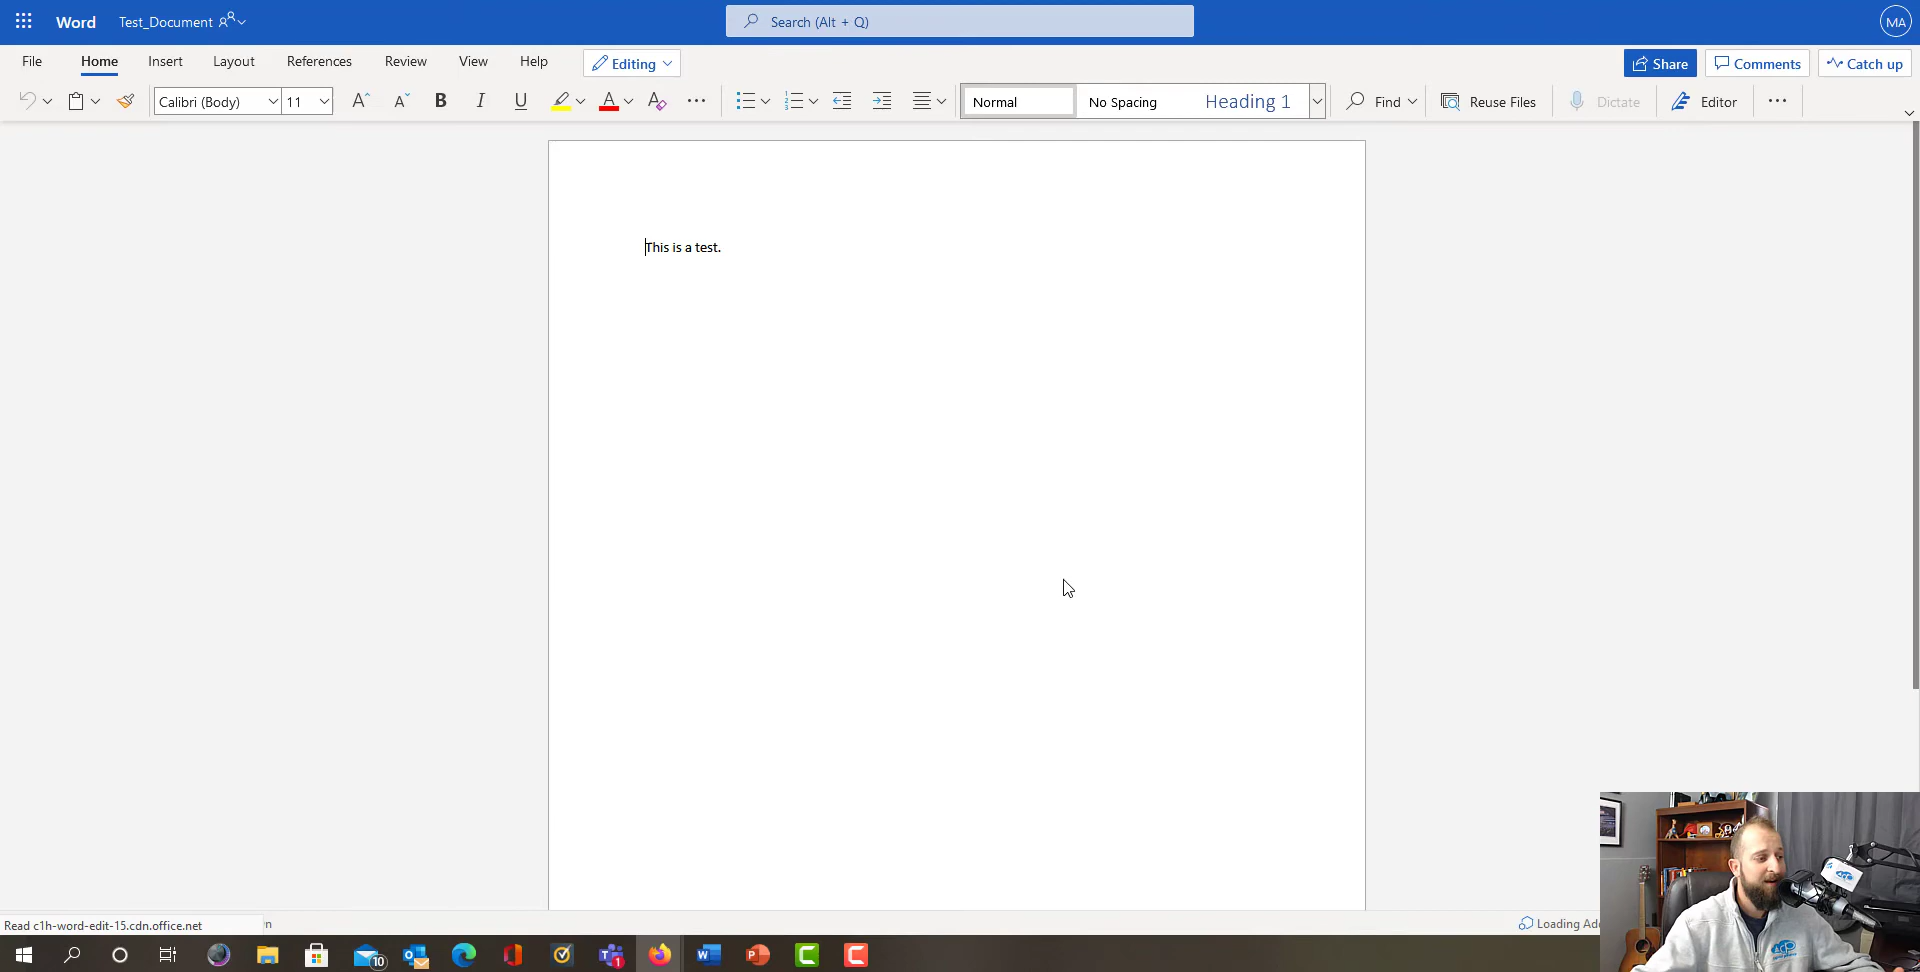 Word Test_Document Search (Alt + Q) MA
File Home Insert Layout References Review View Help Editing Share Comments Catch up
Calibri (Body) 11 A A B I U A A Normal No Spacing Heading 1 Find Reuse Files Dictate Editor
This is a test.
Read c1h-word-edit-15.cdn.office.net
Loading
10
1